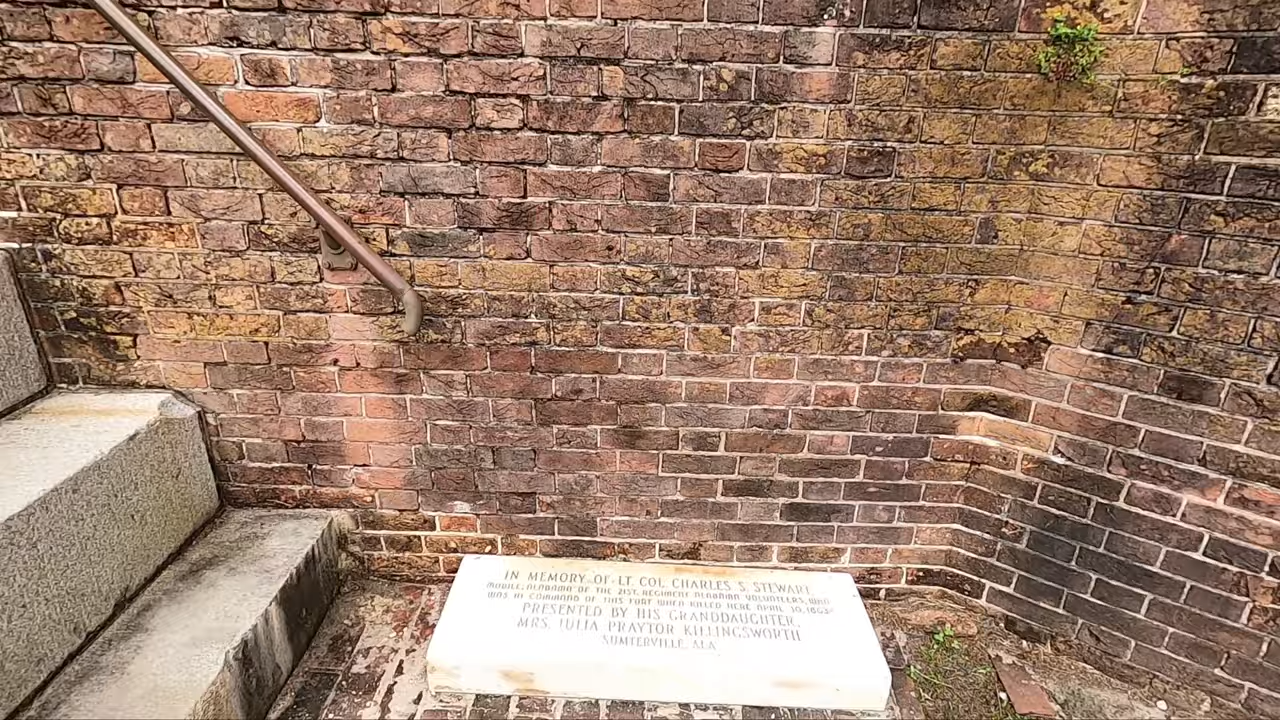 IN MEMORY OF LT. COL. CHARLES S. STEWART
MOBILE, ALABAMA OF THE 21ST. REGIMENT ALABAMA VOLUNTEERS, WHO
WAS IN COMMAND OF THIS FORT WHEN KILLED HERE APRIL 30, 1863
PRESENTED BY HIS GRANDDAUGHTER,
MRS. JULIA PRAYTOR KILLINGSWORTH
SUMTERVILLE, ALA.